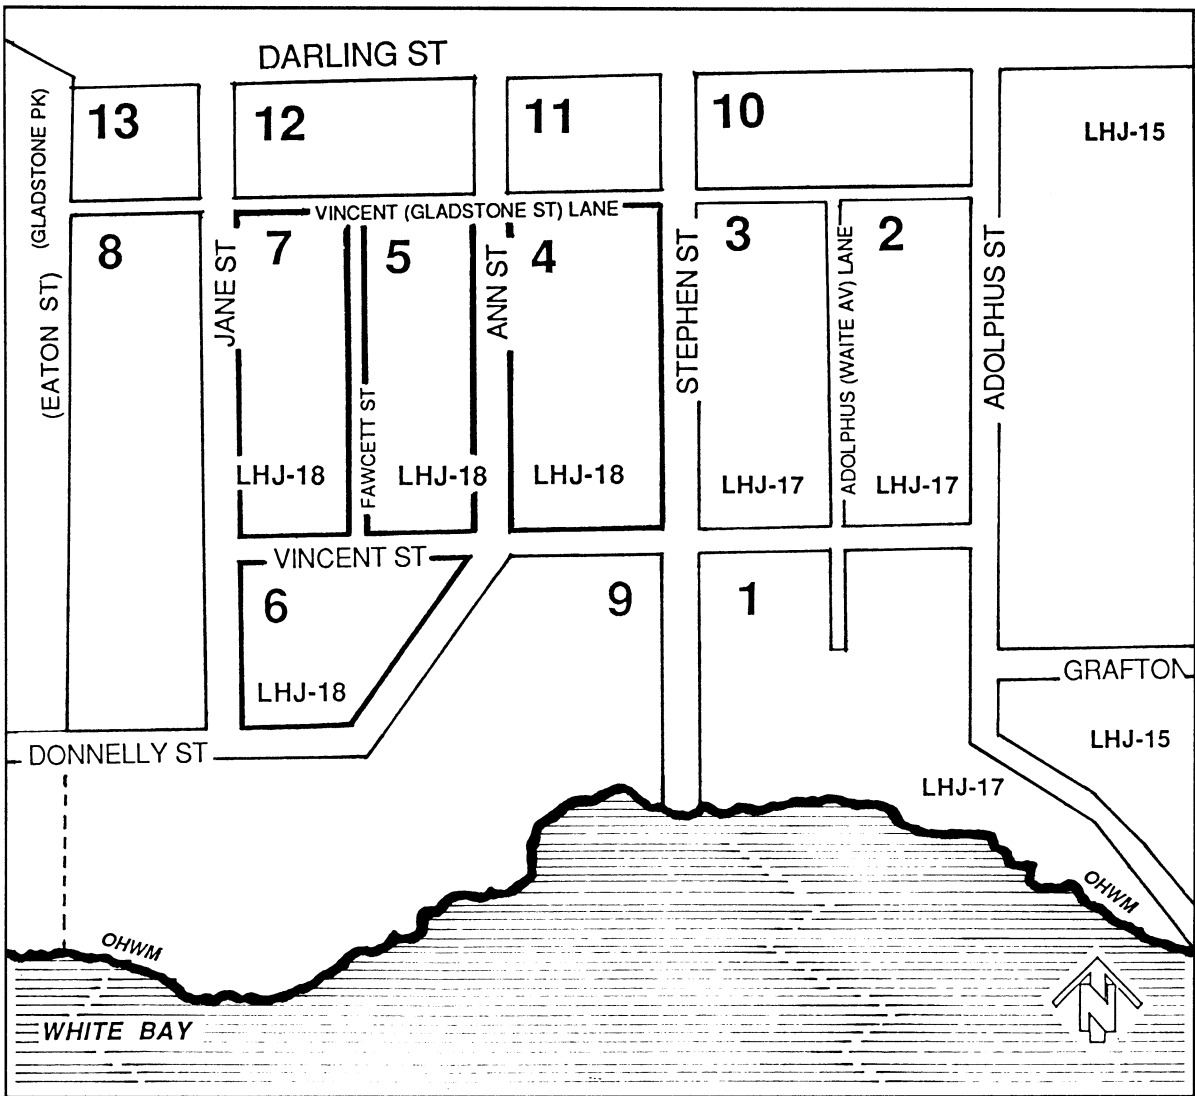 DARLING ST
13
12
11
10
LHJ-15
(GLADSTONE PK)
(EATON ST)
VINCENT (GLADSTONE ST) LANE
8
JANE ST
7
5
ANN ST
4
STEPHEN ST
3
ADOLPHUS (WAITE AV) LANE
2
ADOLPHUS ST
FAWCETT ST
LHJ-18
LHJ-18
LHJ-18
LHJ-17
LHJ-17
VINCENT ST
6
9
1
LHJ-18
GRAFTON
DONNELLY ST
LHJ-15
LHJ-17
OHWM
OHWM
WHITE BAY
N